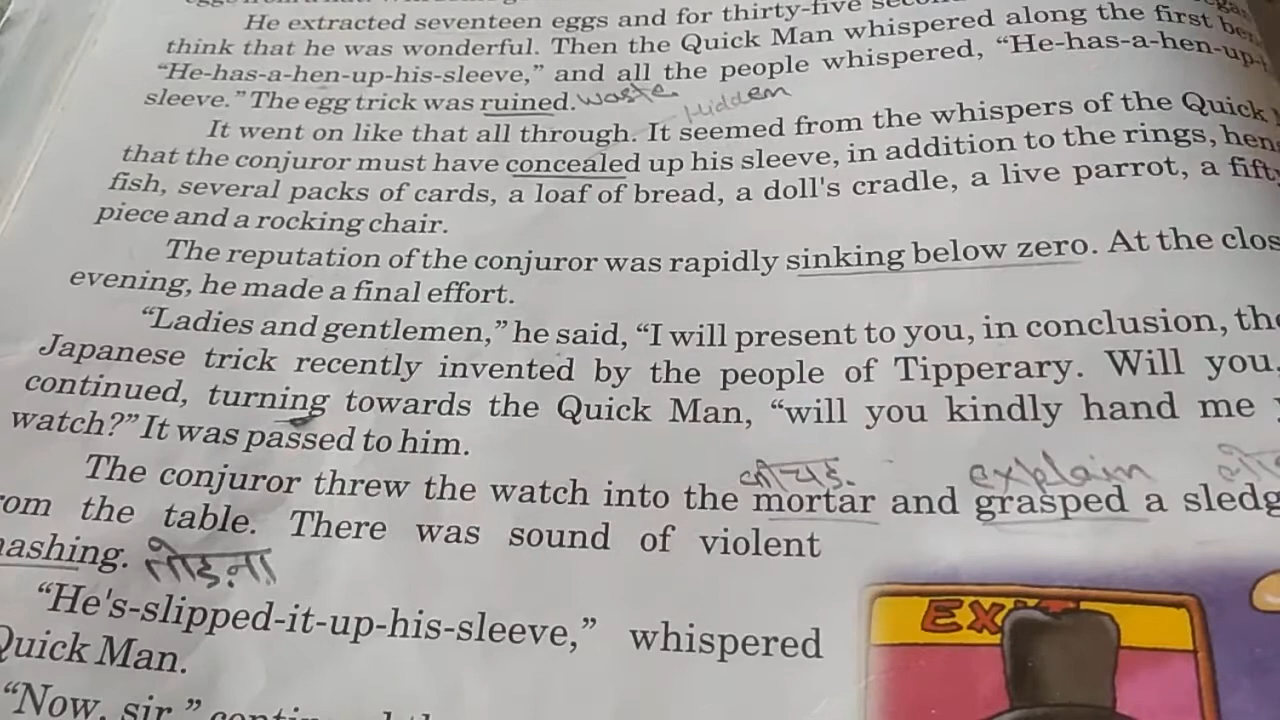 He extracted seventeen eggs and for thirty-five
think that he was wonderful. Then the Quick Man whispered along the first
"He-has-a-hen-up-his-sleeve," and all the people whispered, "He-has-a-hen-up-
sleeve." The egg trick was ruined. waste
Hidden
It went on like that all through. It seemed from the whispers of the Quick
that the conjuror must have concealed up his sleeve, in addition to the rings,
fish, several packs of cards, a loaf of bread, a doll's cradle, a live parrot, a
piece and a rocking chair.
The reputation of the conjuror was rapidly sinking below zero. At the
evening, he made a final effort.
"Ladies and gentlemen," he said, "I will present to you, in conclusion,
Japanese trick recently invented by the people of Tipperary. Will you,
continued, turning towards the Quick Man, "will you kindly hand me
watch?" It was passed to him.
explain
The conjuror threw the watch into the mortar and grasped a
the table. There was sound of violent
तोड़ना
"He's-slipped-it-up-his-sleeve," whispered
Quick Man.
"Now, sir,"